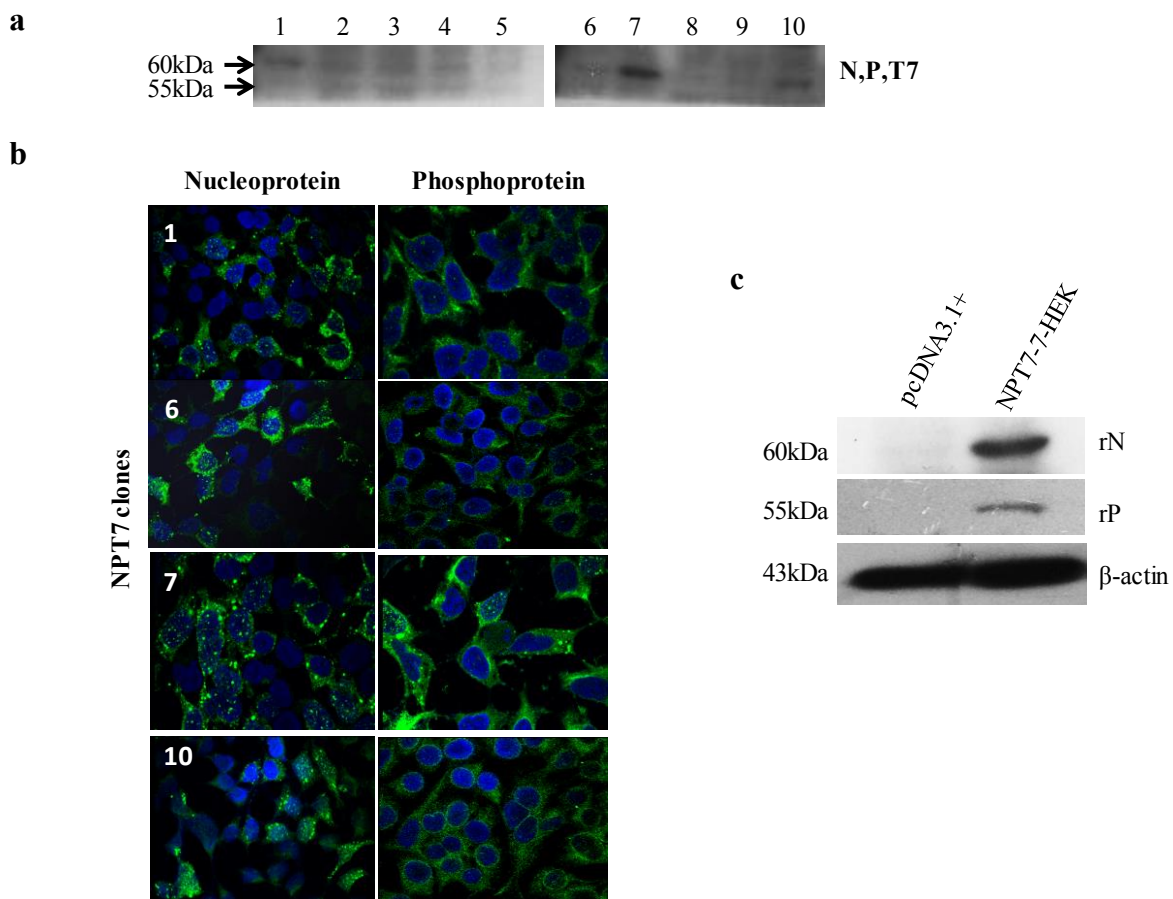 a
1 2 3 4 5 6 7 8 9 10
60kDa
55kDa
N,P,T7
b
Nucleoprotein Phosphoprotein
NPT7 clones
1
6
7
10
c
pcDNA3.1+ NPT7-7-HEK
60kDa rN
55kDa rP
43kDa β-actin